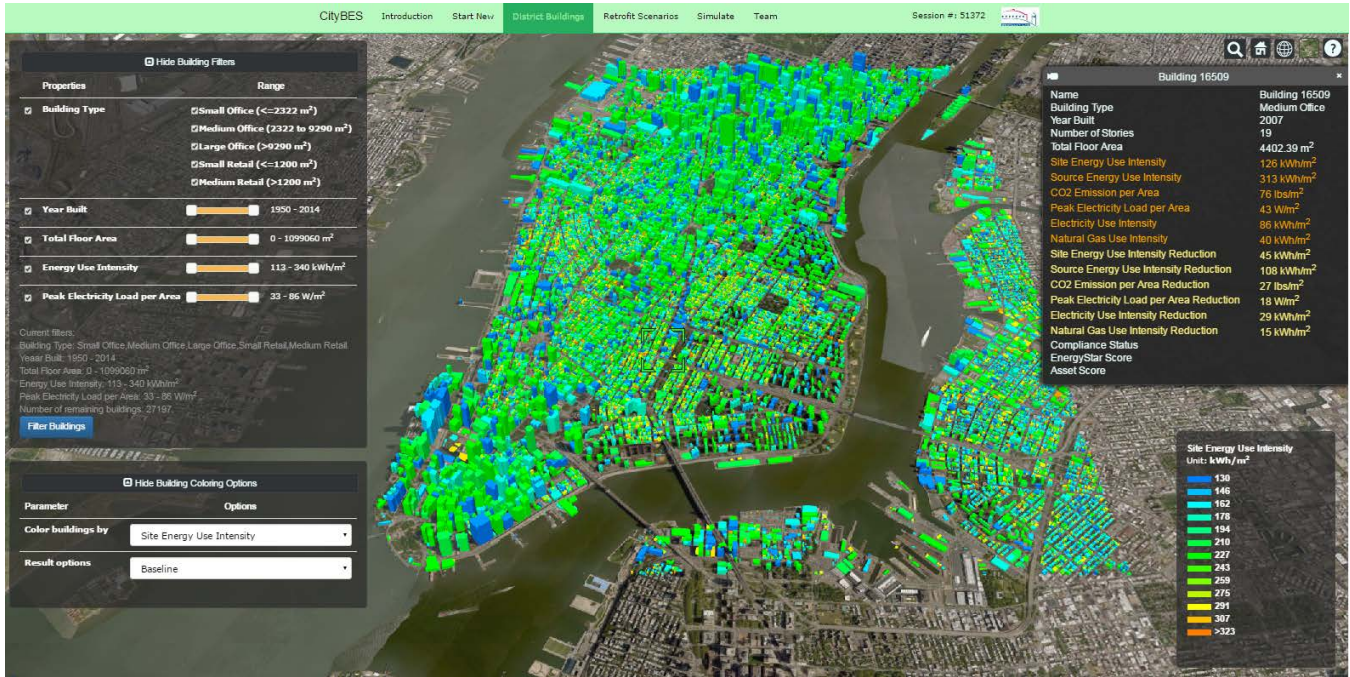 CityBES Introduction Start New District Buildings Retrofit Scenarios Simulate Team Session #: 51372
Hide Building Filters
Properties Range
Building Type
Small Office (<=2322 m²)
Medium Office (2322 to 9290 m²)
Large Office (>9290 m²)
Small Retail (<=1200 m²)
Medium Retail (>1200 m²)
Year Built 1950 - 2014
Total Floor Area 0 - 1099060 m²
Energy Use Intensity 113 - 340 kWh/m²
Peak Electricity Load per Area 33 - 86 W/m²
Current filters:
Building Type: Small Office,Medium Office,Large Office,Small Retail,Medium Retail
Yeaar Built: 1950 - 2014
Total Floor Area: 0 - 1099060 m²
Energy Use Intensity: 113 - 340 kWh/m²
Peak Electricity Load per Area: 33 - 86 W/m²
Number of remaining buildings: 27197
Filter Buildings
Hide Building Coloring Options
Parameter Options
Color buildings by Site Energy Use Intensity
Result options Baseline
?
Building 16509 ×
Name Building 16509
Building Type Medium Office
Year Built 2007
Number of Stories 19
Total Floor Area 4402.39 m²
Site Energy Use Intensity 126 kWh/m²
Source Energy Use Intensity 313 kWh/m²
CO2 Emission per Area 76 lbs/m²
Peak Electricity Load per Area 43 W/m²
Electricity Use Intensity 86 kWh/m²
Natural Gas Use Intensity 40 kWh/m²
Site Energy Use Intensity Reduction 45 kWh/m²
Source Energy Use Intensity Reduction 108 kWh/m²
CO2 Emission per Area Reduction 27 lbs/m²
Peak Electricity Load per Area Reduction 18 W/m²
Electricity Use Intensity Reduction 29 kWh/m²
Natural Gas Use Intensity Reduction 15 kWh/m²
Compliance Status
EnergyStar Score
Asset Score
Site Energy Use Intensity
Unit: kWh/m²
130
146
162
178
194
210
227
243
259
275
291
307
>323